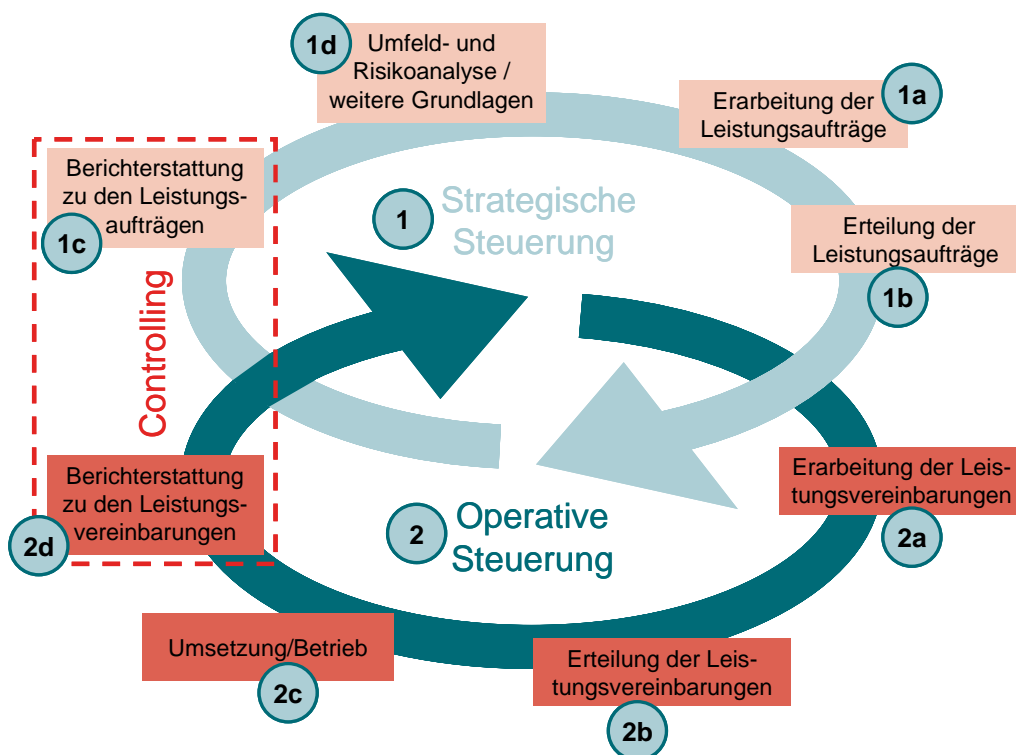 1d
Umfeld- und
Risikoanalyse /
weitere Grundlagen
1a
Erarbeitung der
Leistungsaufträge
Berichterstattung
zu den Leistungs-
aufträgen
1c
1
Strategische
Steuerung
Erteilung der
Leistungsaufträge
1b
Controlling
Berichterstattung
zu den Leistungs-
vereinbarungen
2d
2
Operative
Steuerung
Erarbeitung der Leis-
tungsvereinbarungen
2a
Umsetzung/Betrieb
2c
Erteilung der Leis-
tungsvereinbarungen
2b